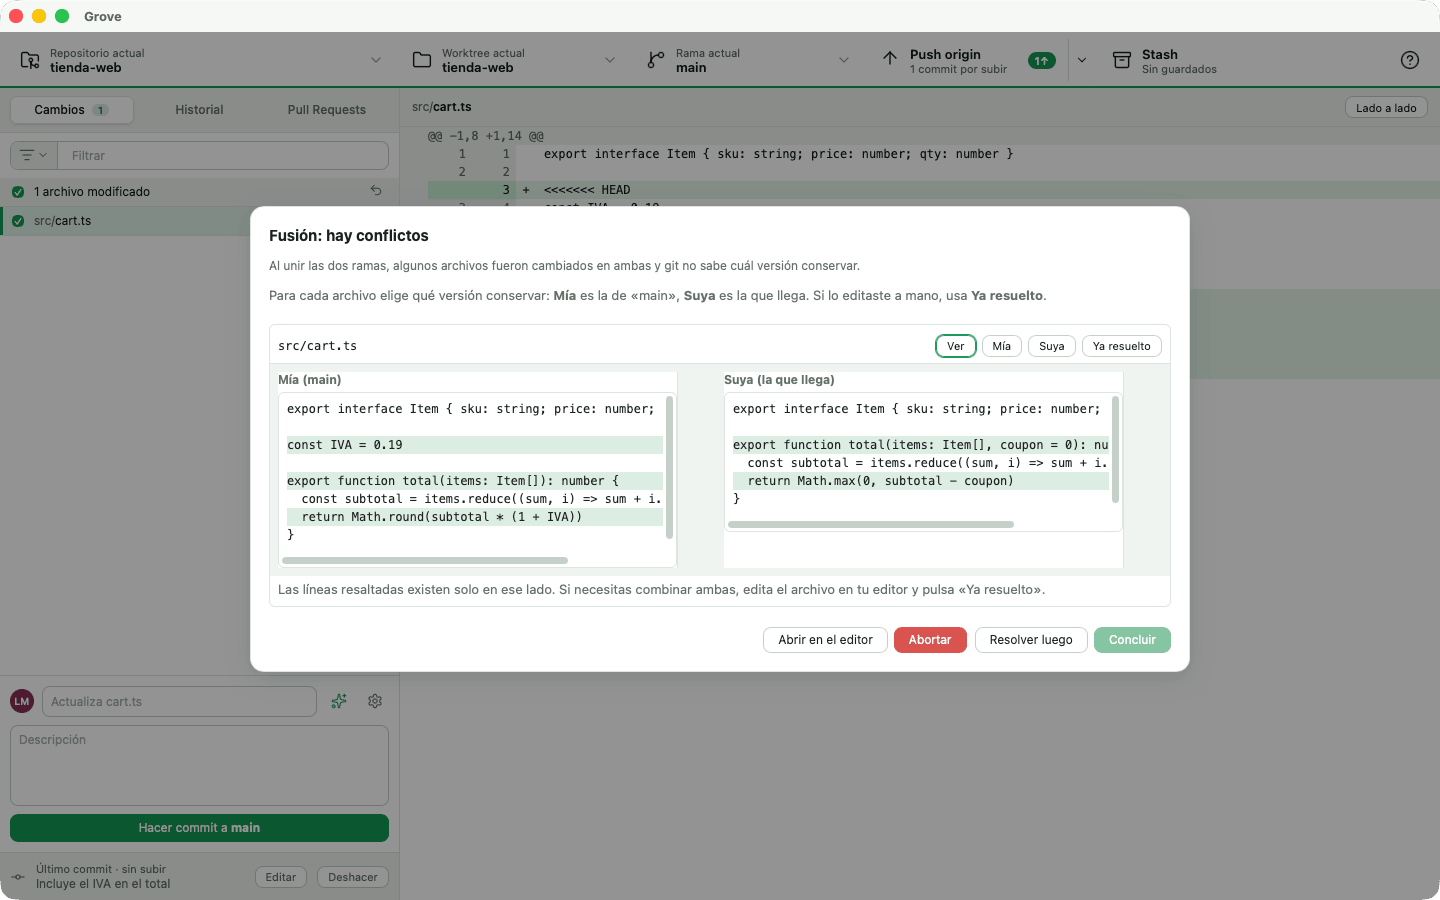 Grove
Repositorio actual
tienda-web
Worktree actual
tienda-web
Rama actual
main
Push origin
1 commit por subir
1↑
Stash
Sin guardados
Cambios 1
Historial
Pull Requests
src/cart.ts
Lado a lado
Filtrar
1 archivo modificado
src/cart.ts
@@ -1,8 +1,14 @@
1 1 export interface Item { sku: string; price: number; qty: number }
2 2
3 + <<<<<<< HEAD
Fusión: hay conflictos
Al unir las dos ramas, algunos archivos fueron cambiados en ambas y git no sabe cuál versión conservar.
Para cada archivo elige qué versión conservar: Mía es la de «main», Suya es la que llega. Si lo editaste a mano, usa Ya resuelto.
src/cart.ts
Ver
Mía
Suya
Ya resuelto
Mía (main)
export interface Item { sku: string; price: number;
const IVA = 0.19
export function total(items: Item[]): number {
const subtotal = items.reduce((sum, i) => sum + i.
return Math.round(subtotal * (1 + IVA))
}
Suya (la que llega)
export interface Item { sku: string; price: number;
export function total(items: Item[], coupon = 0): nu
const subtotal = items.reduce((sum, i) => sum + i.
return Math.max(0, subtotal - coupon)
}
Las líneas resaltadas existen solo en ese lado. Si necesitas combinar ambas, edita el archivo en tu editor y pulsa «Ya resuelto».
Abrir en el editor
Abortar
Resolver luego
Concluir
LM
Actualiza cart.ts
Descripción
Hacer commit a main
Último commit · sin subir
Incluye el IVA en el total
Editar
Deshacer